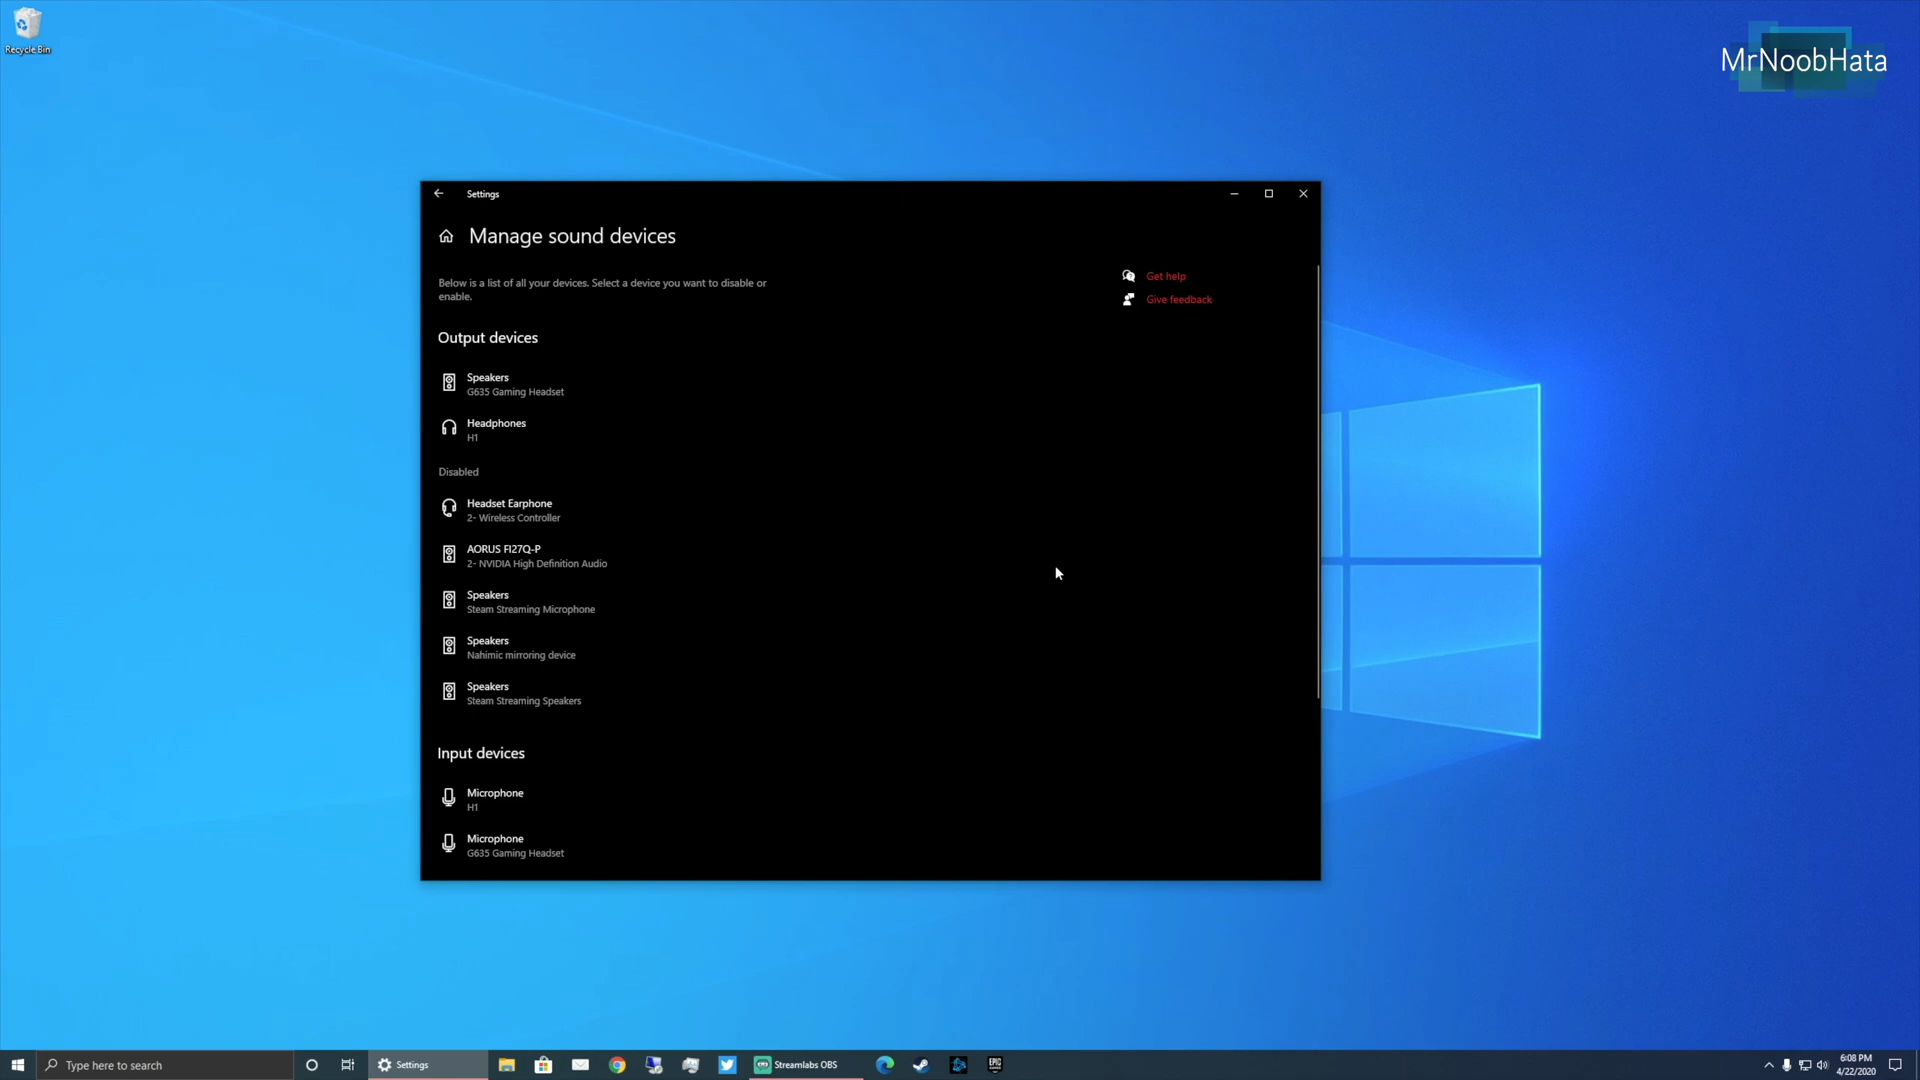 Recycle Bin
MrNoobHata
Settings
Manage sound devices
Below is a list of all your devices. Select a device you want to disable or
enable.
Get help
Give feedback
Output devices
Speakers
G635 Gaming Headset
Headphones
H1
Disabled
Headset Earphone
2- Wireless Controller
AORUS FI27Q-P
2- NVIDIA High Definition Audio
Speakers
Steam Streaming Microphone
Speakers
Nahimic mirroring device
Speakers
Steam Streaming Speakers
Input devices
Microphone
H1
Microphone
G635 Gaming Headset
Type here to search
Settings
Streamlabs OBS
EPIC
GAMES
6:08 PM
4/22/2020